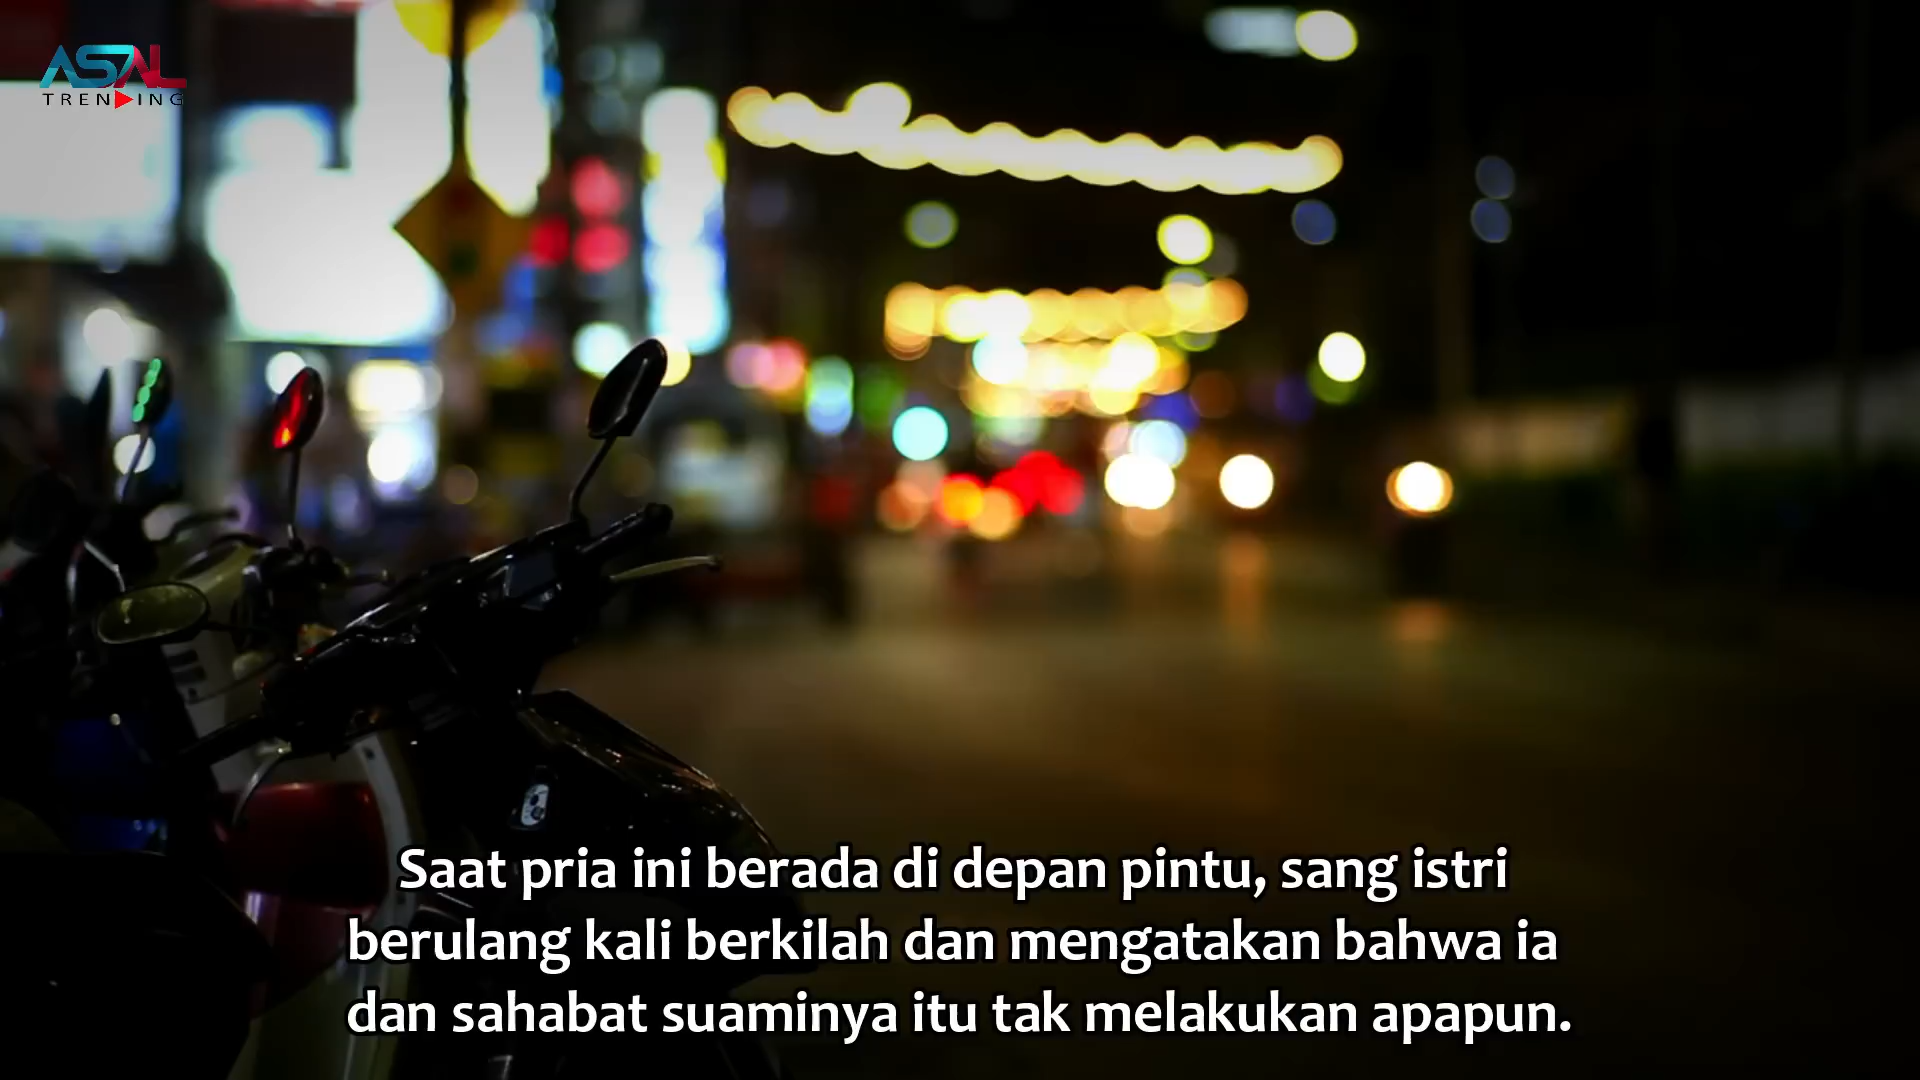 ASAL
TRENDING
Saat pria ini berada di depan pintu, sang istri
berulang kali berkilah dan mengatakan bahwa ia
dan sahabat suaminya itu tak melakukan apapun.